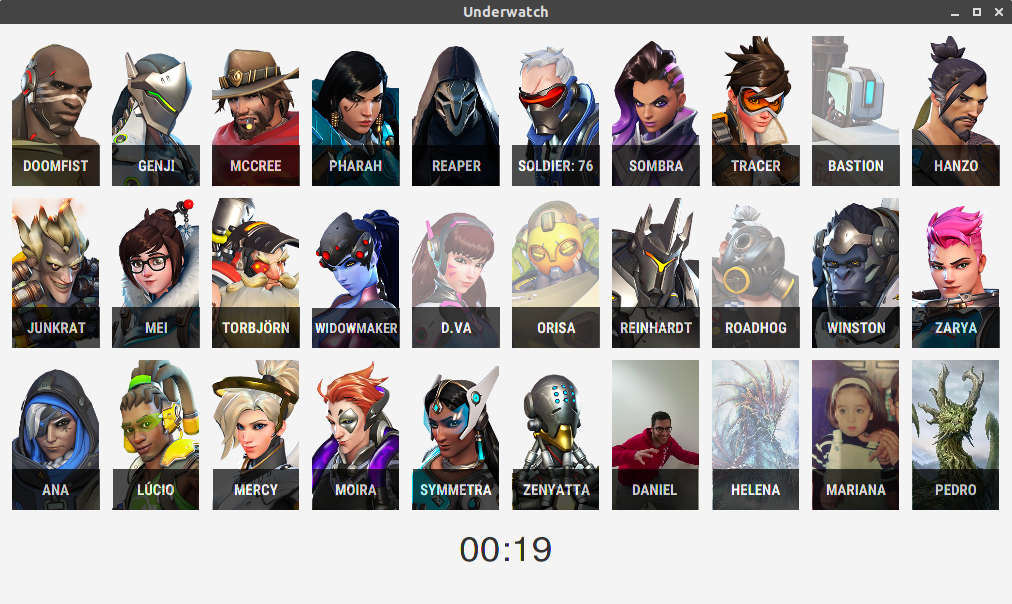 Underwatch
DOOMFIST GENJI MCCREE PHARAH REAPER SOLDIER: 76 SOMBRA TRACER BASTION HANZO
JUNKRAT MEI TORBJÖRN WIDOWMAKER D.VA ORISA REINHARDT ROADHOG WINSTON ZARYA
ANA LÚCIO MERCY MOIRA SYMMETRA ZENYATTA DANIEL HELENA MARIANA PEDRO
00:19